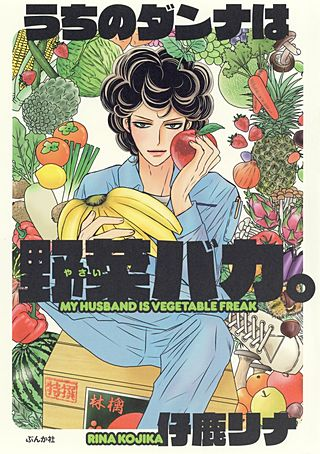 うちのダンナは
野菜バカ。
やさい
MY HUSBAND IS VEGETABLE FREAK
特撰
林檎
ぶんか社
RINA KOJIKA
仔鹿リナ